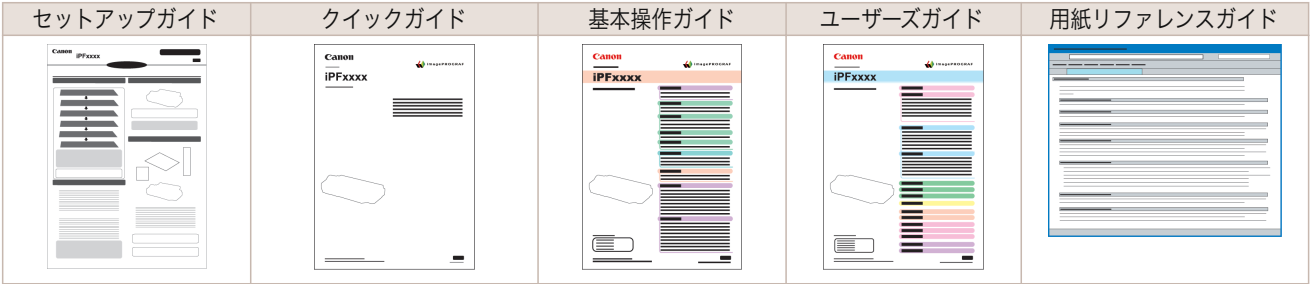 セットアップガイド
クイックガイド
基本操作ガイド
ユーザーズガイド
用紙リファレンスガイド
Canon iPFxxxx
Canon
imagePROGRAF
iPFxxxx
Canon
imagePROGRAF
iPFxxxx
Canon
imagePROGRAF
iPFxxxx